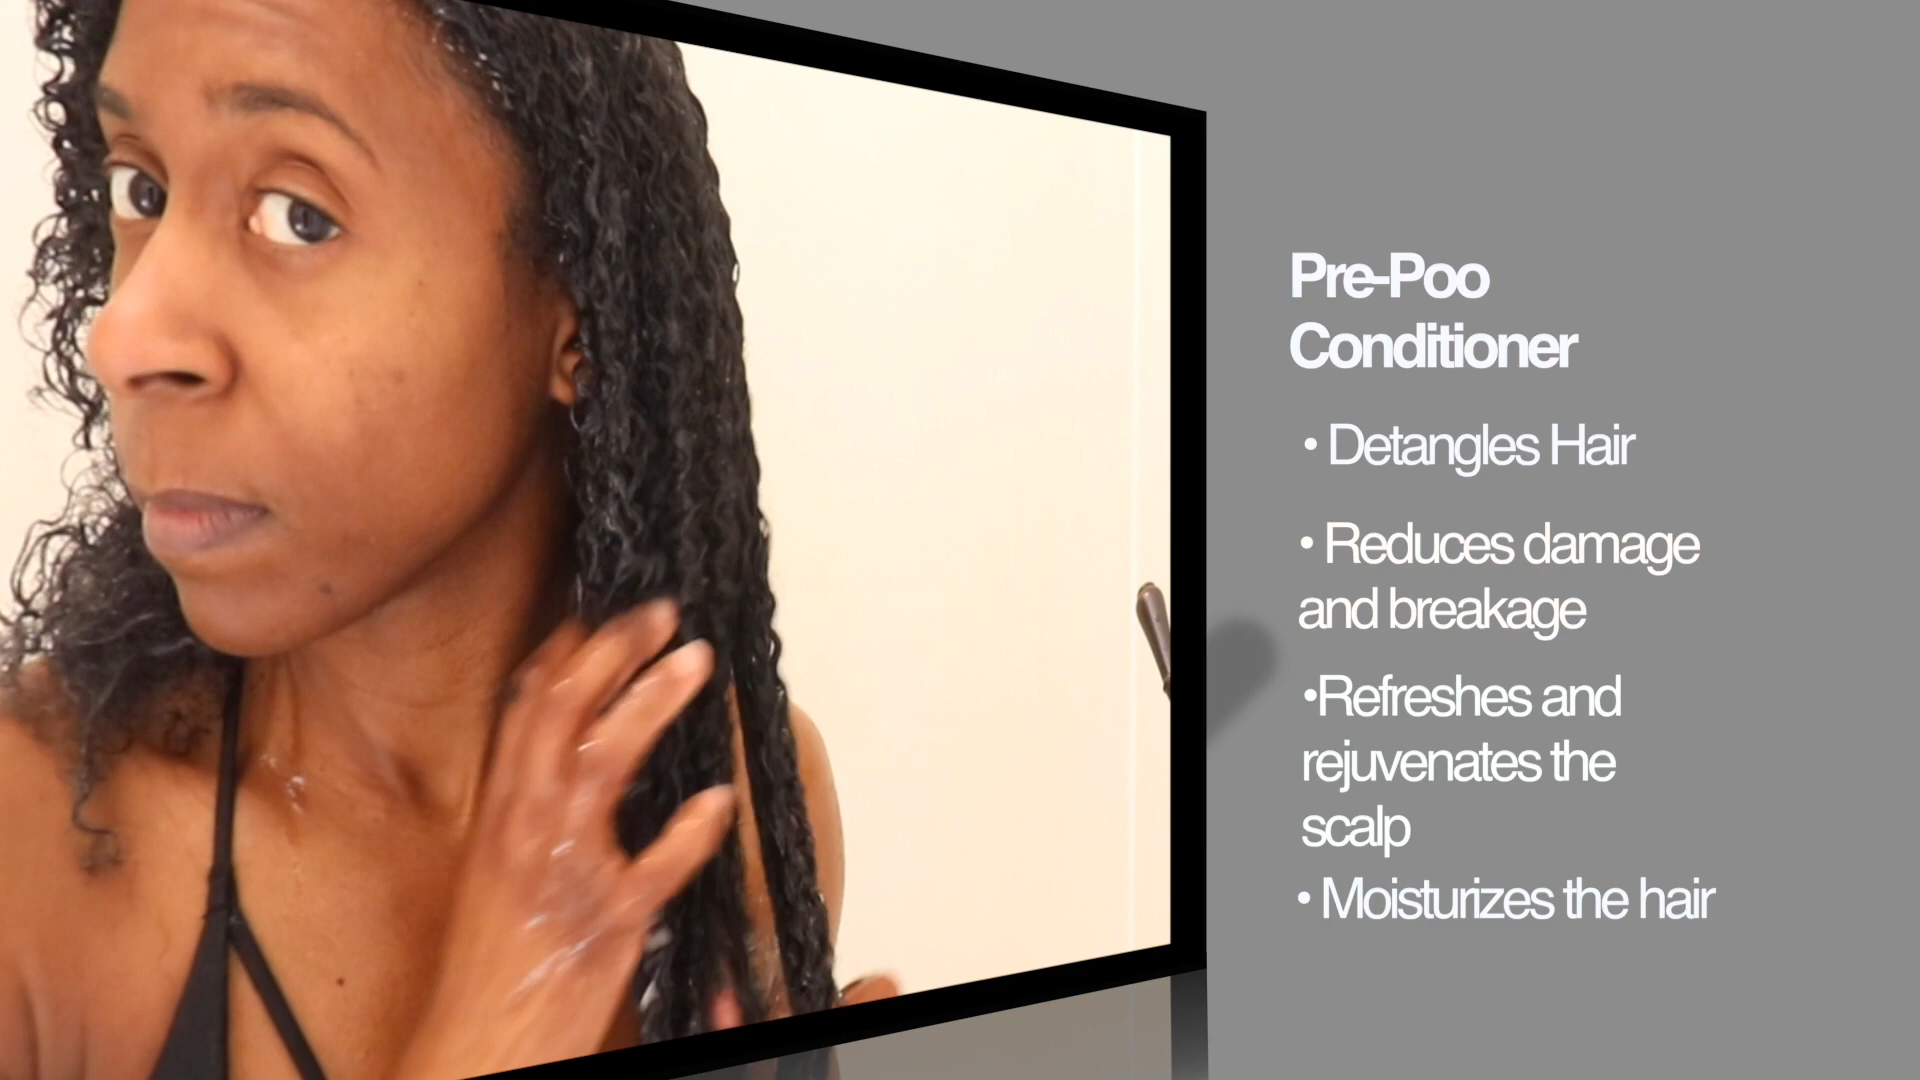 Pre-Poo
Conditioner
• Detangles Hair
• Reduces damage
and breakage
•Refreshes and
rejuvenates the
scalp
• Moisturizes the hair